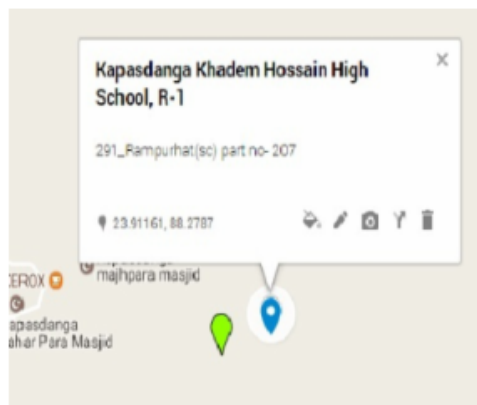 Kapasdanga Khadem Hossain High
School, R-1
291_Rampurhat(sc) part no- 207
23.91161, 88.2787
majhpara masjid
EROX
apasdanga
ahar Para Masjid